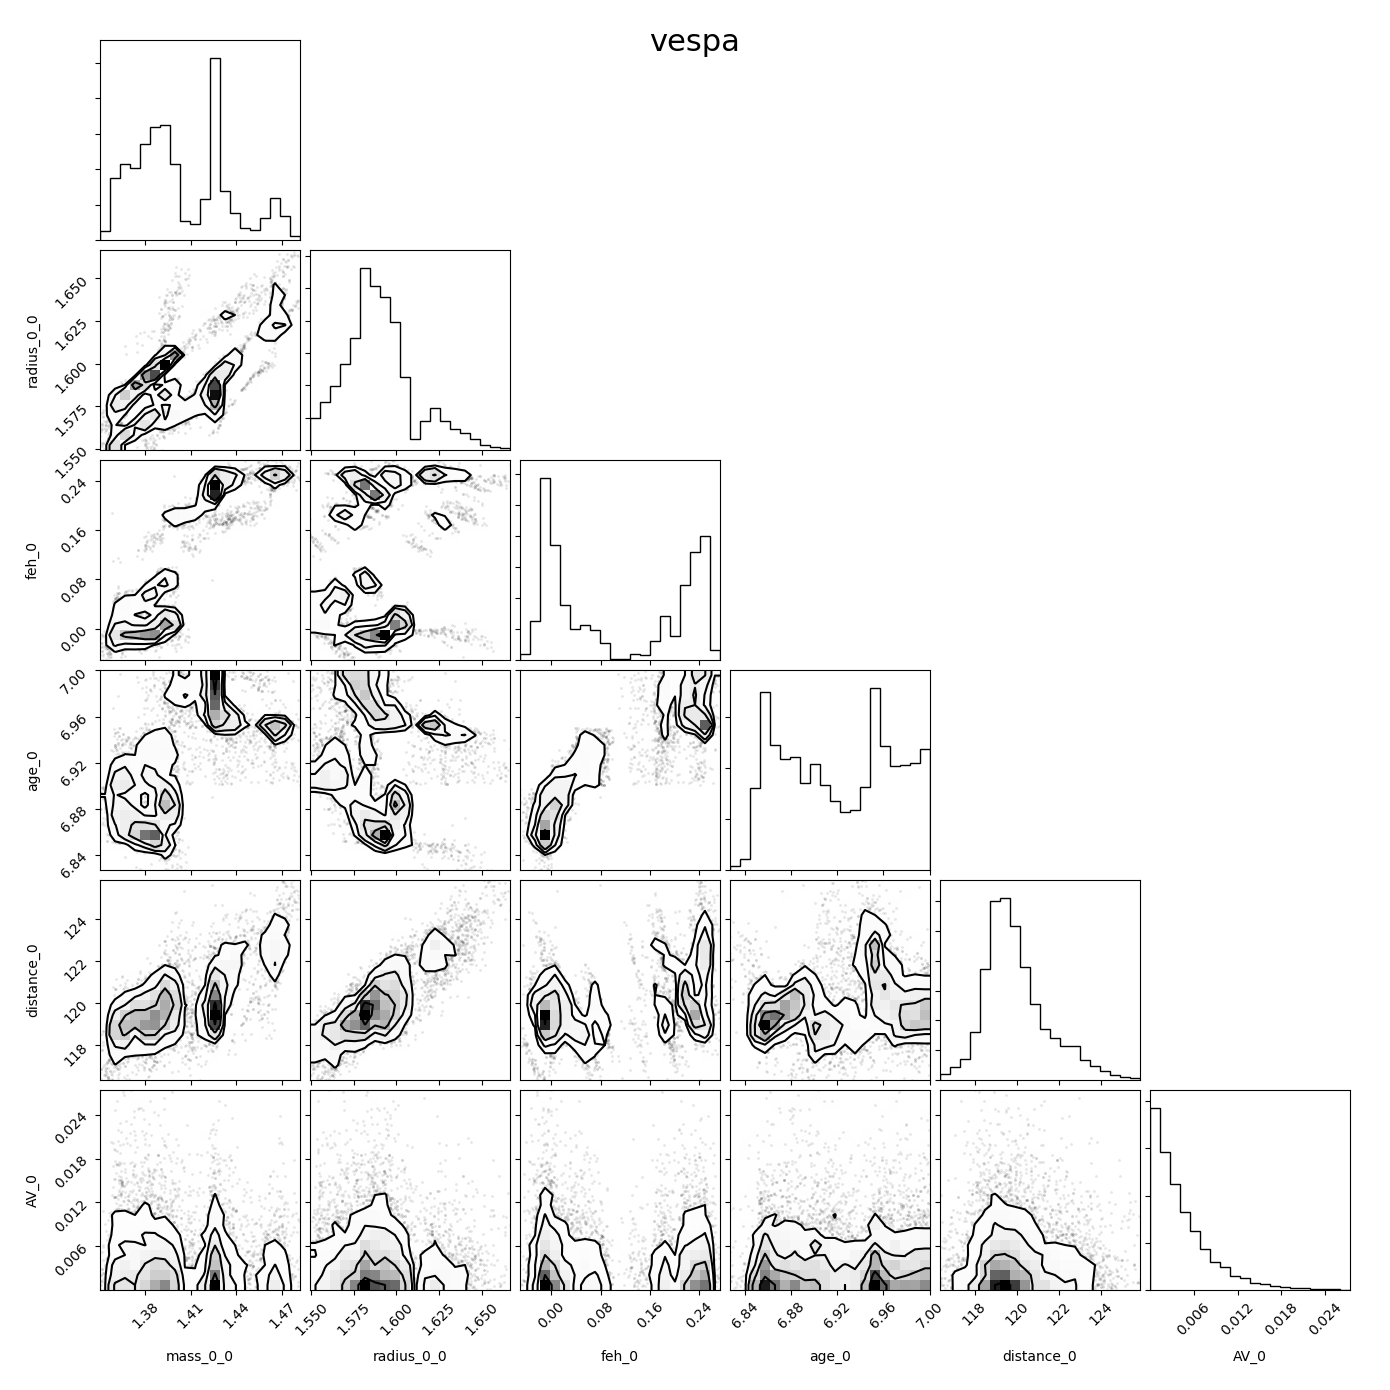 vespa
radius_0_0
1.650
1.625
1.600
1.575
1.550
feh_0
0.24
0.16
0.08
0.00
age_0
7.00
6.96
6.92
6.88
6.84
distance_0
124
122
120
118
AV_0
0.024
0.018
0.012
0.006
1.38 1.41 1.44 1.47
1.550 1.575 1.600 1.625 1.650
0.00 0.08 0.16 0.24
6.84 6.88 6.92 6.96 7.00
118 120 122 124
0.006 0.012 0.018 0.024
mass_0_0 radius_0_0 feh_0 age_0 distance_0 AV_0